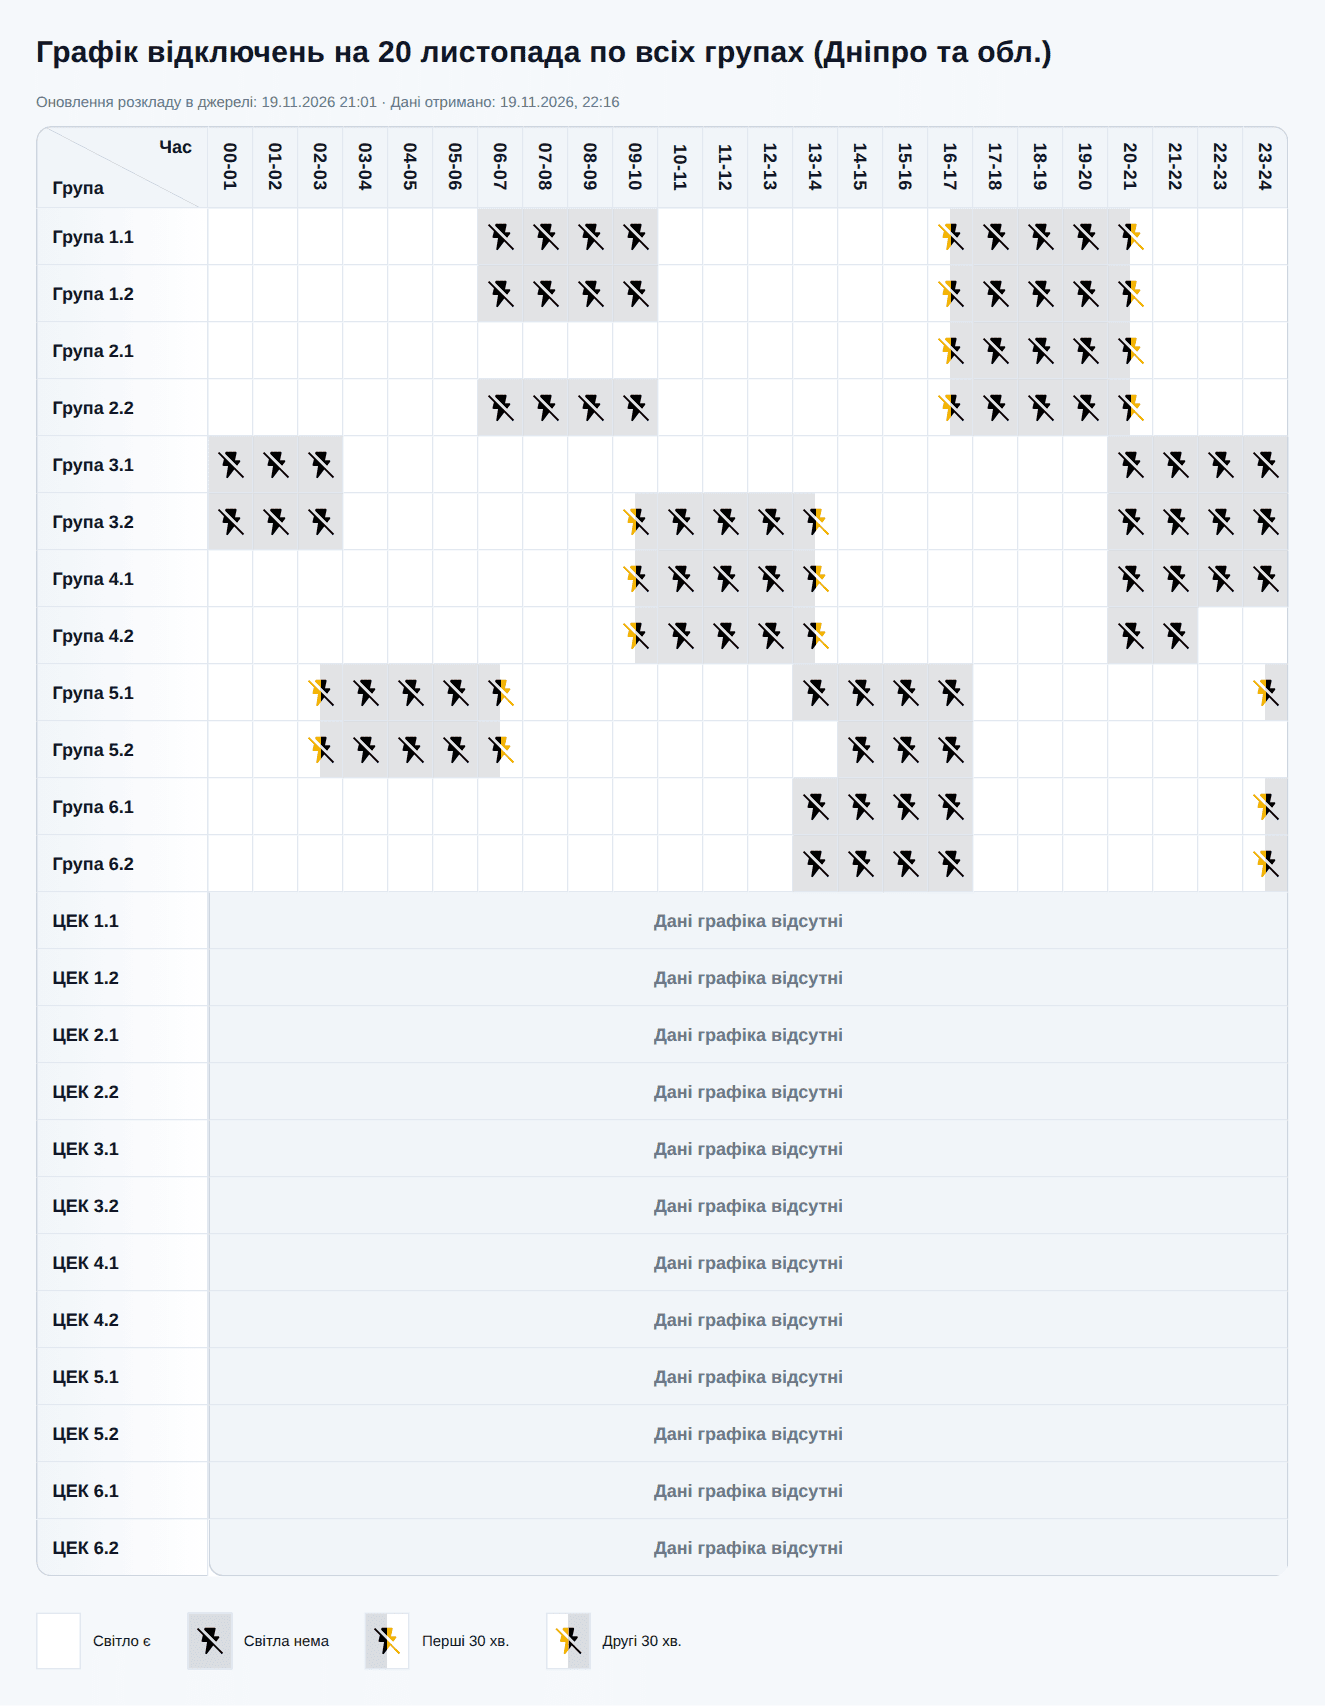 Графік відключень на 20 листопада по всіх групах (Дніпро та обл.)
Оновлення розкладу в джерелі: 19.11.2026 21:01 · Дані отримано: 19.11.2026, 22:16
Час
Група
00-01 01-02 02-03 03-04 04-05 05-06 06-07 07-08 08-09 09-10 10-11 11-12 12-13 13-14 14-15 15-16 16-17 17-18 18-19 19-20 20-21 21-22 22-23 23-24
Група 1.1
Група 1.2
Група 2.1
Група 2.2
Група 3.1
Група 3.2
Група 4.1
Група 4.2
Група 5.1
Група 5.2
Група 6.1
Група 6.2
ЦЕК 1.1 Дані графіка відсутні
ЦЕК 1.2 Дані графіка відсутні
ЦЕК 2.1 Дані графіка відсутні
ЦЕК 2.2 Дані графіка відсутні
ЦЕК 3.1 Дані графіка відсутні
ЦЕК 3.2 Дані графіка відсутні
ЦЕК 4.1 Дані графіка відсутні
ЦЕК 4.2 Дані графіка відсутні
ЦЕК 5.1 Дані графіка відсутні
ЦЕК 5.2 Дані графіка відсутні
ЦЕК 6.1 Дані графіка відсутні
ЦЕК 6.2 Дані графіка відсутні
Світло є Світла нема Перші 30 хв. Другі 30 хв.